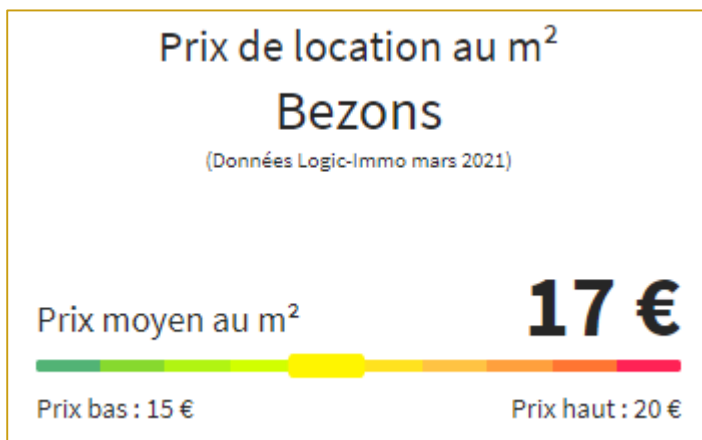 Prix de location au m²
Bezons
(Données Logic-Immo mars 2021)
Prix moyen au m² 17 €
Prix bas : 15 € Prix haut : 20 €